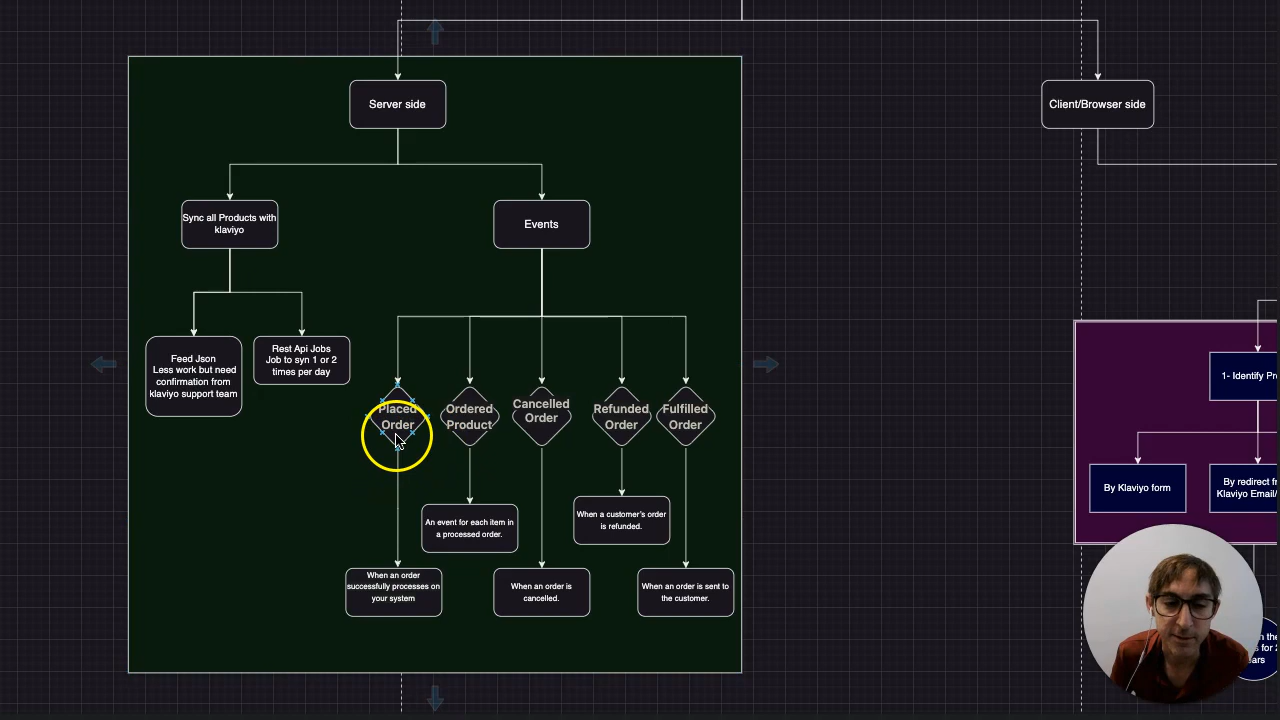 Server side
Client/Browser side
Sync all Products with
klaviyo
Events
Feed Json
Less work but need
confirmation from
klaviyo support team
Rest Api Jobs
Job to syn 1 or 2
times per day
Placed
Order
Ordered
Product
Cancelled
Order
Refunded
Order
Fulfilled
Order
An event for each item in
a processed order.
When a customer's order
is refunded.
When an order
successfully processes on
your system
When an order is
cancelled.
When an order is sent to
the customer.
1- Identify
By Klaviyo form
By redirect
Klaviyo Email/
for